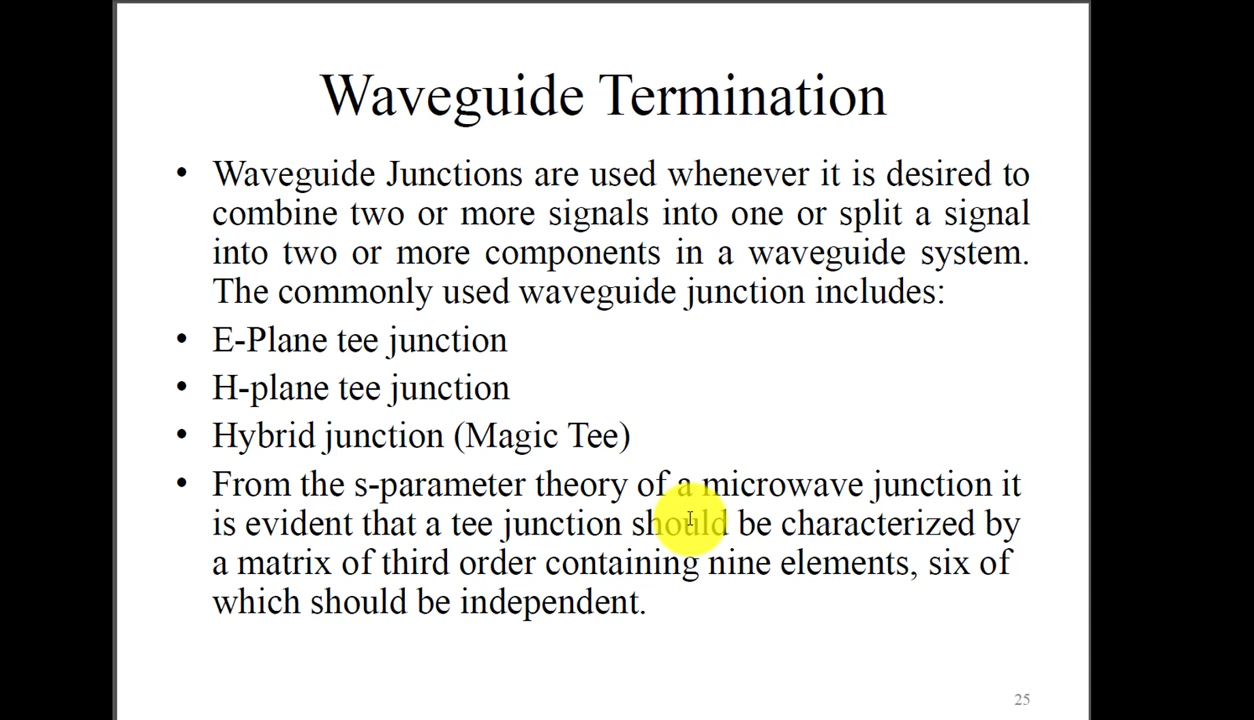 Waveguide Termination
• Waveguide Junctions are used whenever it is desired to
combine two or more signals into one or split a signal
into two or more components in a waveguide system.
The commonly used waveguide junction includes:
• E-Plane tee junction
• H-plane tee junction
• Hybrid junction (Magic Tee)
• From the s-parameter theory of a microwave junction it
is evident that a tee junction should be characterized by
a matrix of third order containing nine elements, six of
which should be independent.
25